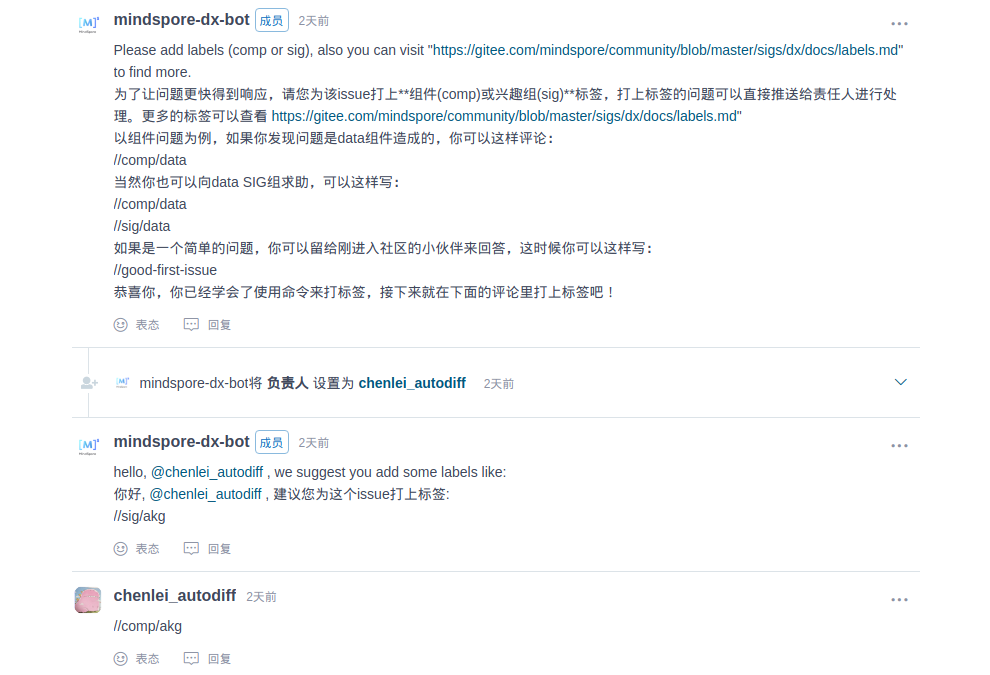 mindspore-dx-bot 成员 2天前
Please add labels (comp or sig), also you can visit "https://gitee.com/mindspore/community/blob/master/sigs/dx/docs/labels.md"
to find more.
为了让问题更快得到响应，请您为该issue打上**组件(comp)或兴趣组(sig)**标签，打上标签的问题可以直接推送给责任人进行处
理。更多的标签可以查看 https://gitee.com/mindspore/community/blob/master/sigs/dx/docs/labels.md"
以组件问题为例，如果你发现问题是data组件造成的，你可以这样评论：
//comp/data
当然你也可以向data SIG组求助，可以这样写：
//comp/data
//sig/data
如果是一个简单的问题，你可以留给刚进入社区的小伙伴来回答，这时候你可以这样写：
//good-first-issue
恭喜你，你已经学会了使用命令来打标签，接下来就在下面的评论里打上标签吧！
表态 回复
mindspore-dx-bot将 负责人 设置为 chenlei_autodiff 2天前
mindspore-dx-bot 成员 2天前
hello, @chenlei_autodiff , we suggest you add some labels like:
你好, @chenlei_autodiff , 建议您为这个issue打上标签:
//sig/akg
表态 回复
chenlei_autodiff 2天前
//comp/akg
表态 回复